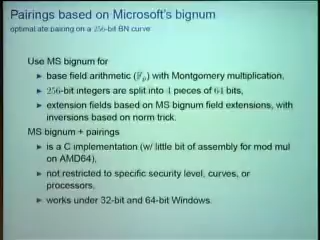 Pairings based on Microsoft's bignum
optimal ate pairing on a 256-bit BN curve
Use MS bignum for
► base field arithmetic (𝔽p) with Montgomery multiplication,
► 256-bit integers are split into 4 pieces of 64 bits,
► extension fields based on MS bignum field extensions, with
inversions based on norm trick.
MS bignum + pairings
► is a C implementation (w/ little bit of assembly for mod mul
on AMD64),
► not restricted to specific security level, curves, or
processors,
► works under 32-bit and 64-bit Windows.